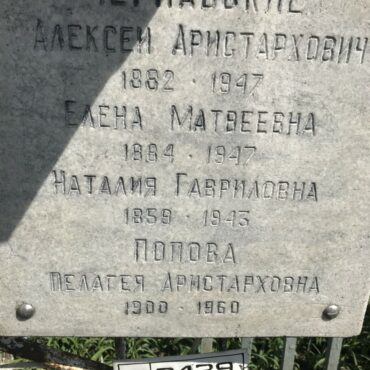 Алексей Аристархович
1882 · 1947
Елена Матвеевна
1884 · 1947
Наталия Гавриловна
1859 · 1943
Попова
Пелагея Аристарховна
1900 · 1960